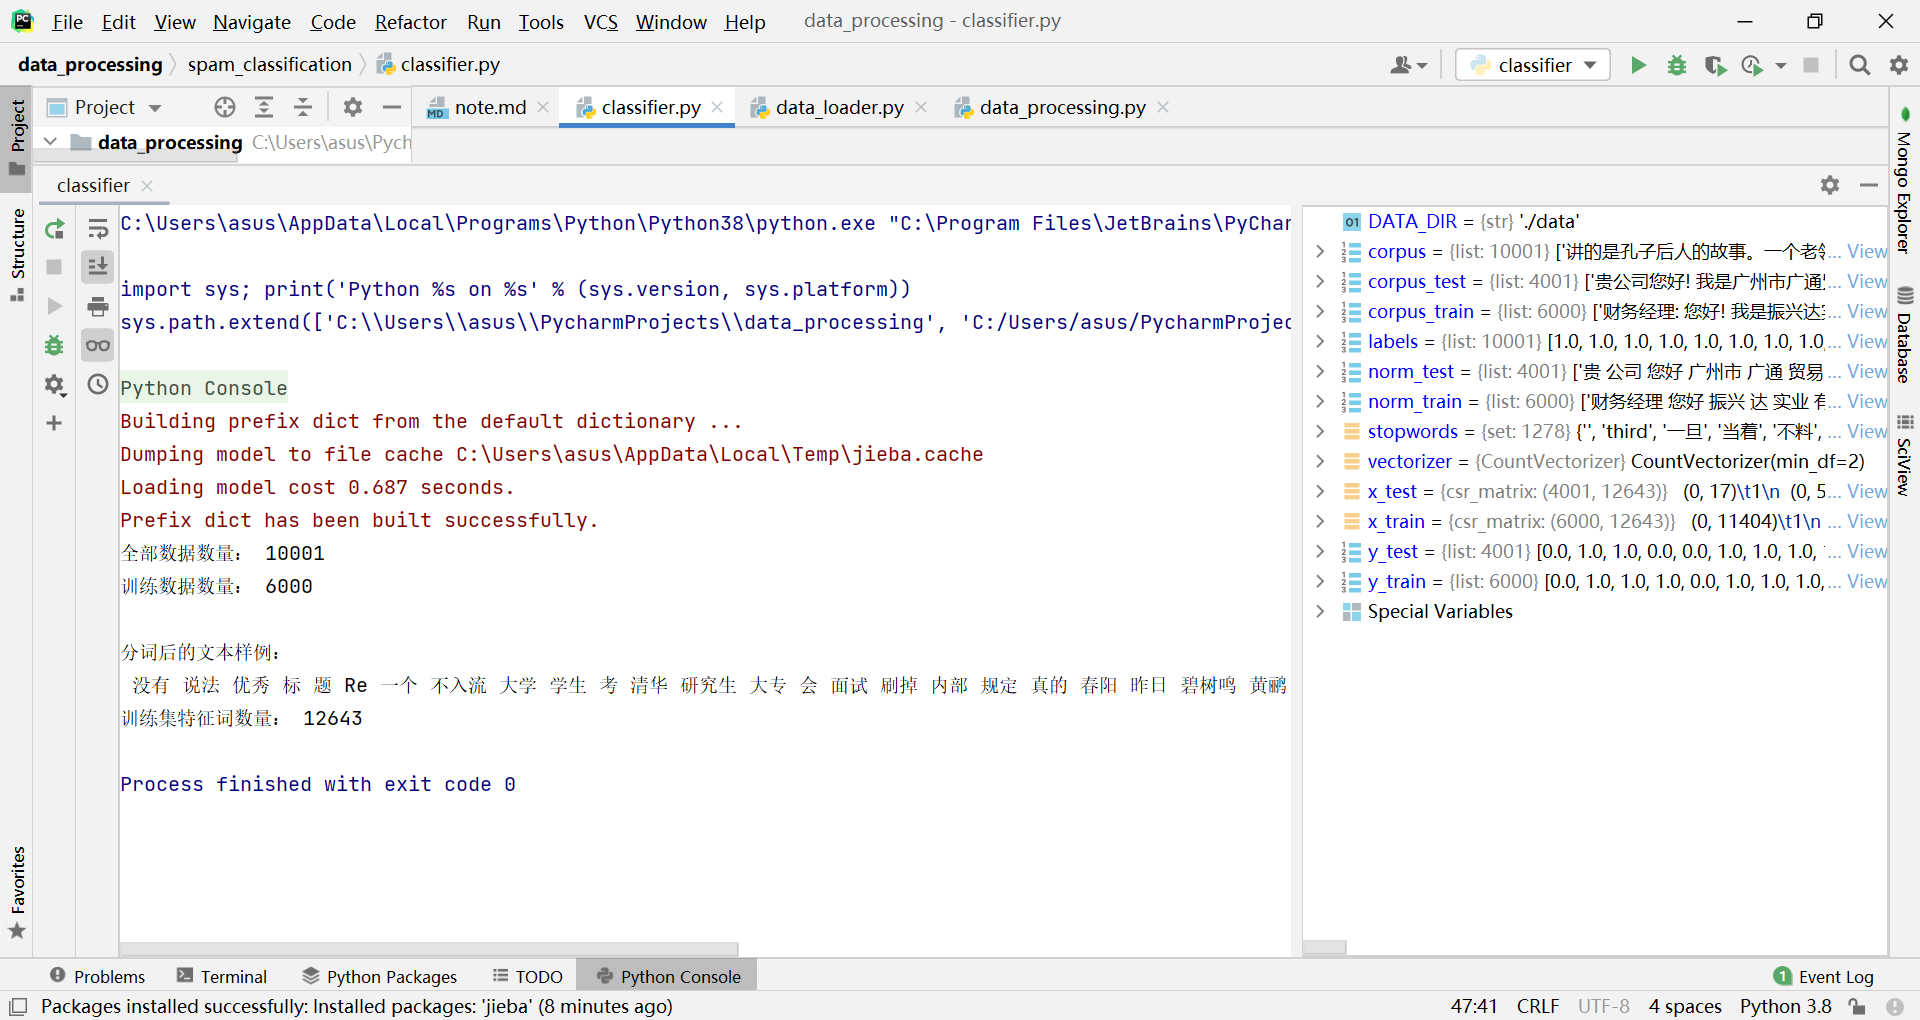 File Edit View Navigate Code Refactor Run Tools VCS Window Help data_processing - classifier.py
data_processing spam_classification classifier.py classifier
Project note.md classifier.py data_loader.py data_processing.py
data_processing C:\Users\asus\Pych
classifier
C:\Users\asus\AppData\Local\Programs\Python\Python38\python.exe "C:\Program Files\JetBrains\PyChar
import sys; print('Python %s on %s' % (sys.version, sys.platform))
sys.path.extend(['C:\\Users\\asus\\PycharmProjects\\data_processing', 'C:/Users/asus/PycharmProjec
Python Console
Building prefix dict from the default dictionary ...
Dumping model to file cache C:\Users\asus\AppData\Local\Temp\jieba.cache
Loading model cost 0.687 seconds.
Prefix dict has been built successfully.
全部数据数量： 10001
训练数据数量： 6000
分词后的文本样例：
没有 说法 优秀 标 题 Re 一个 不入流 大学 学生 考 清华 研究生 大专 会 面试 刷掉 内部 规定 真的 春阳 昨日 碧树鸣 黄鹂
训练集特征词数量： 12643
Process finished with exit code 0
DATA_DIR = {str} './data'
corpus = {list: 10001} ['讲的是孔子后人的故事。一个老... View
corpus_test = {list: 4001} ['贵公司您好! 我是广州市广通... View
corpus_train = {list: 6000} ['财务经理: 您好! 我是振兴达... View
labels = {list: 10001} [1.0, 1.0, 1.0, 1.0, 1.0, 1.0, 1.0, 1.0,... View
norm_test = {list: 4001} ['贵 公司 您好 广州市 广通 贸易 ... View
norm_train = {list: 6000} ['财务经理 您好 振兴 达 实业 有... View
stopwords = {set: 1278} {'', 'third', '一旦', '当着', '不料',... View
vectorizer = {CountVectorizer} CountVectorizer(min_df=2)
x_test = {csr_matrix: (4001, 12643)} (0, 17)\t1\n (0, 5... View
x_train = {csr_matrix: (6000, 12643)} (0, 11404)\t1\n ... View
y_test = {list: 4001} [0.0, 1.0, 1.0, 0.0, 0.0, 1.0, 1.0, 1.0, ... View
y_train = {list: 6000} [0.0, 1.0, 1.0, 1.0, 0.0, 1.0, 1.0, 1.0,... View
Special Variables
Project
Structure
Favorites
Mongo Explorer
Database
SciView
Problems Terminal Python Packages TODO Python Console 1 Event Log
Packages installed successfully: Installed packages: 'jieba' (8 minutes ago) 47:41 CRLF UTF-8 4 spaces Python 3.8